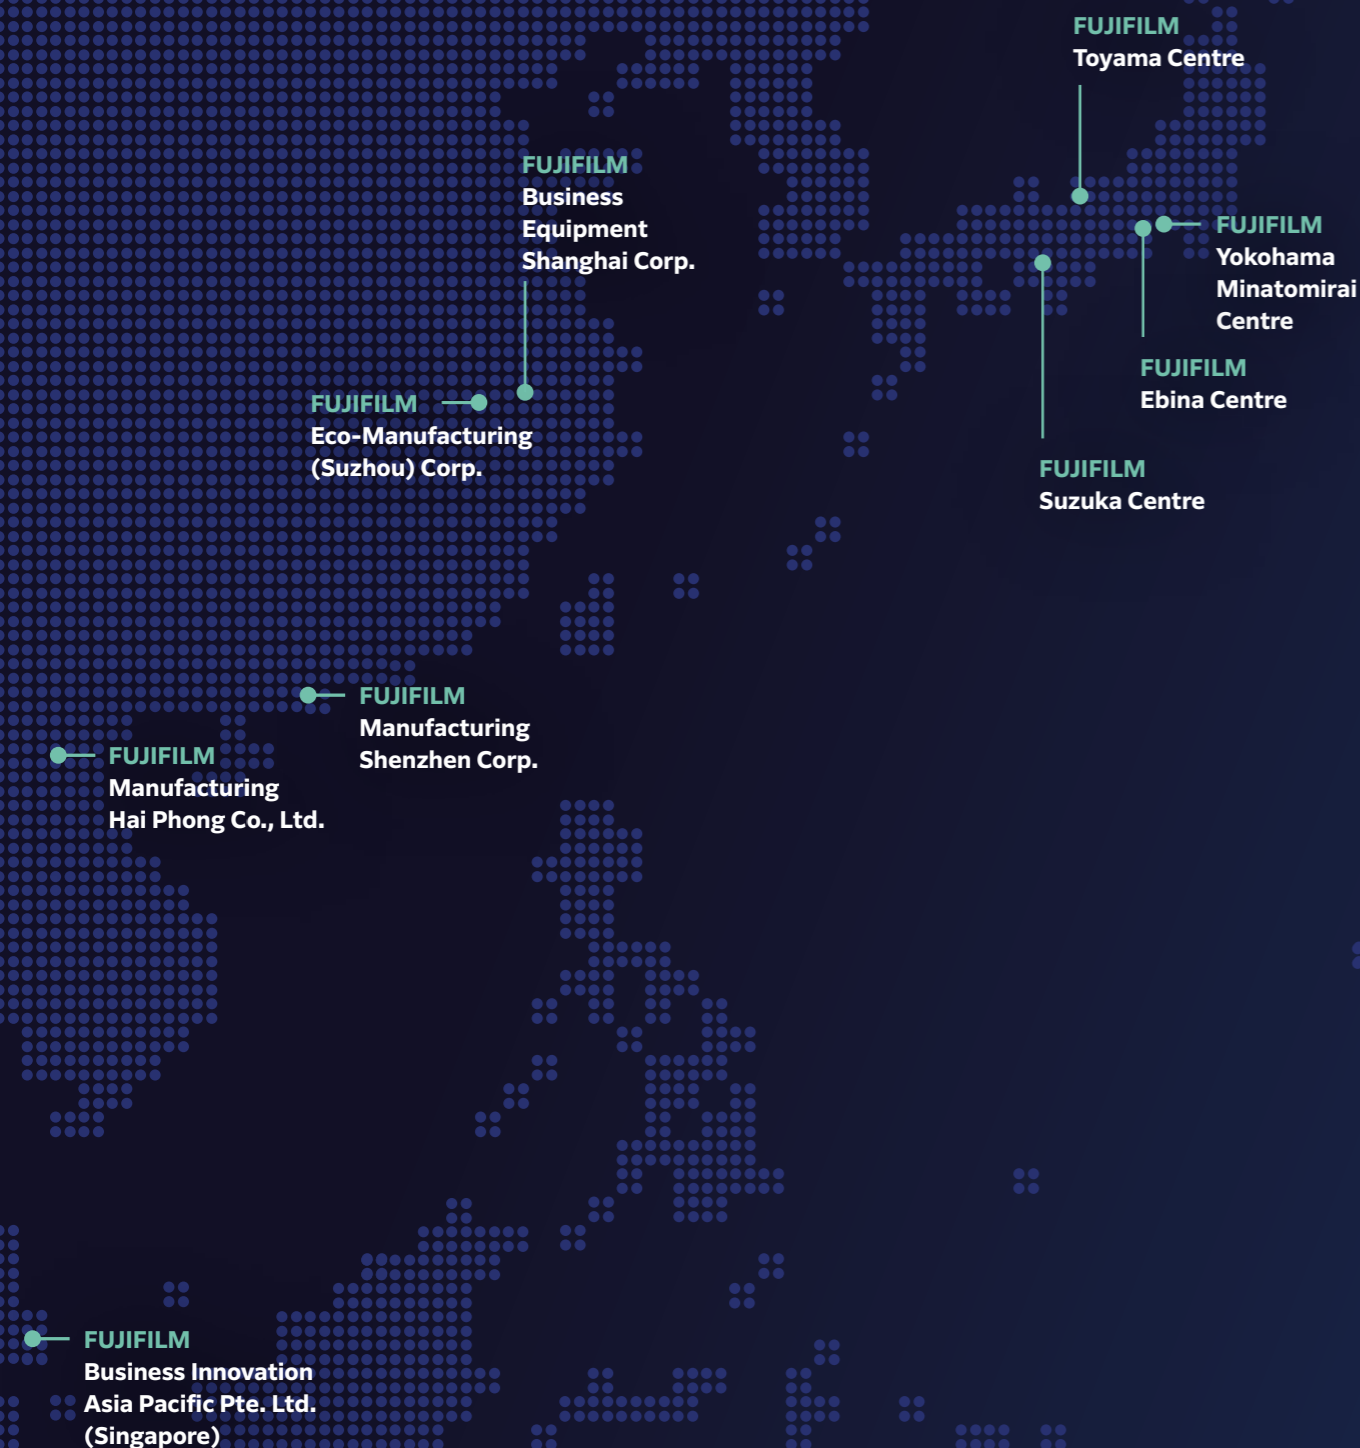 FUJIFILM
Toyama Centre
FUJIFILM
Business
Equipment
Shanghai Corp.
FUJIFILM
Yokohama
Minatomirai
Centre
FUJIFILM
Ebina Centre
FUJIFILM
Eco-Manufacturing
(Suzhou) Corp.
FUJIFILM
Suzuka Centre
FUJIFILM
Manufacturing
Shenzhen Corp.
FUJIFILM
Manufacturing
Hai Phong Co., Ltd.
FUJIFILM
Business Innovation
Asia Pacific Pte. Ltd.
(Singapore)